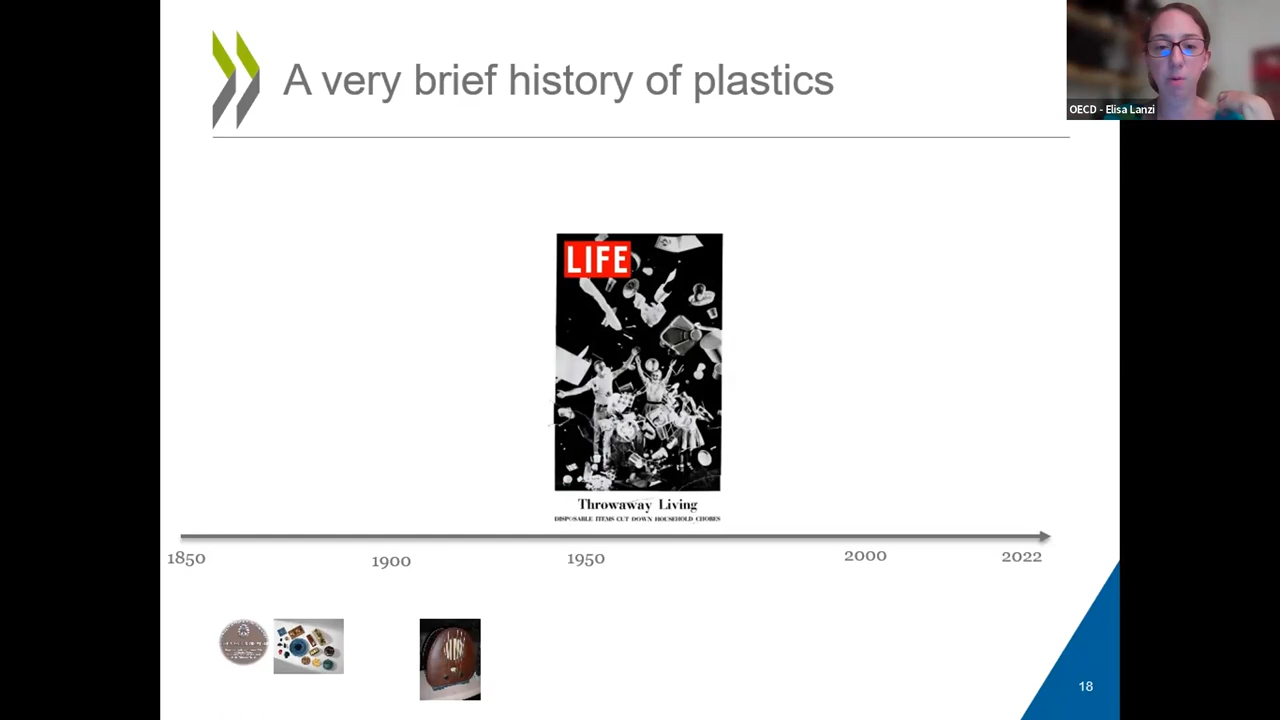 A very brief history of plastics
OECD - Elisa Lanzi
LIFE
Throwaway Living
DISPOSABLE ITEMS CUT DOWN HOUSEHOLD CHORES
1850
1900
1950
2000
2022
18